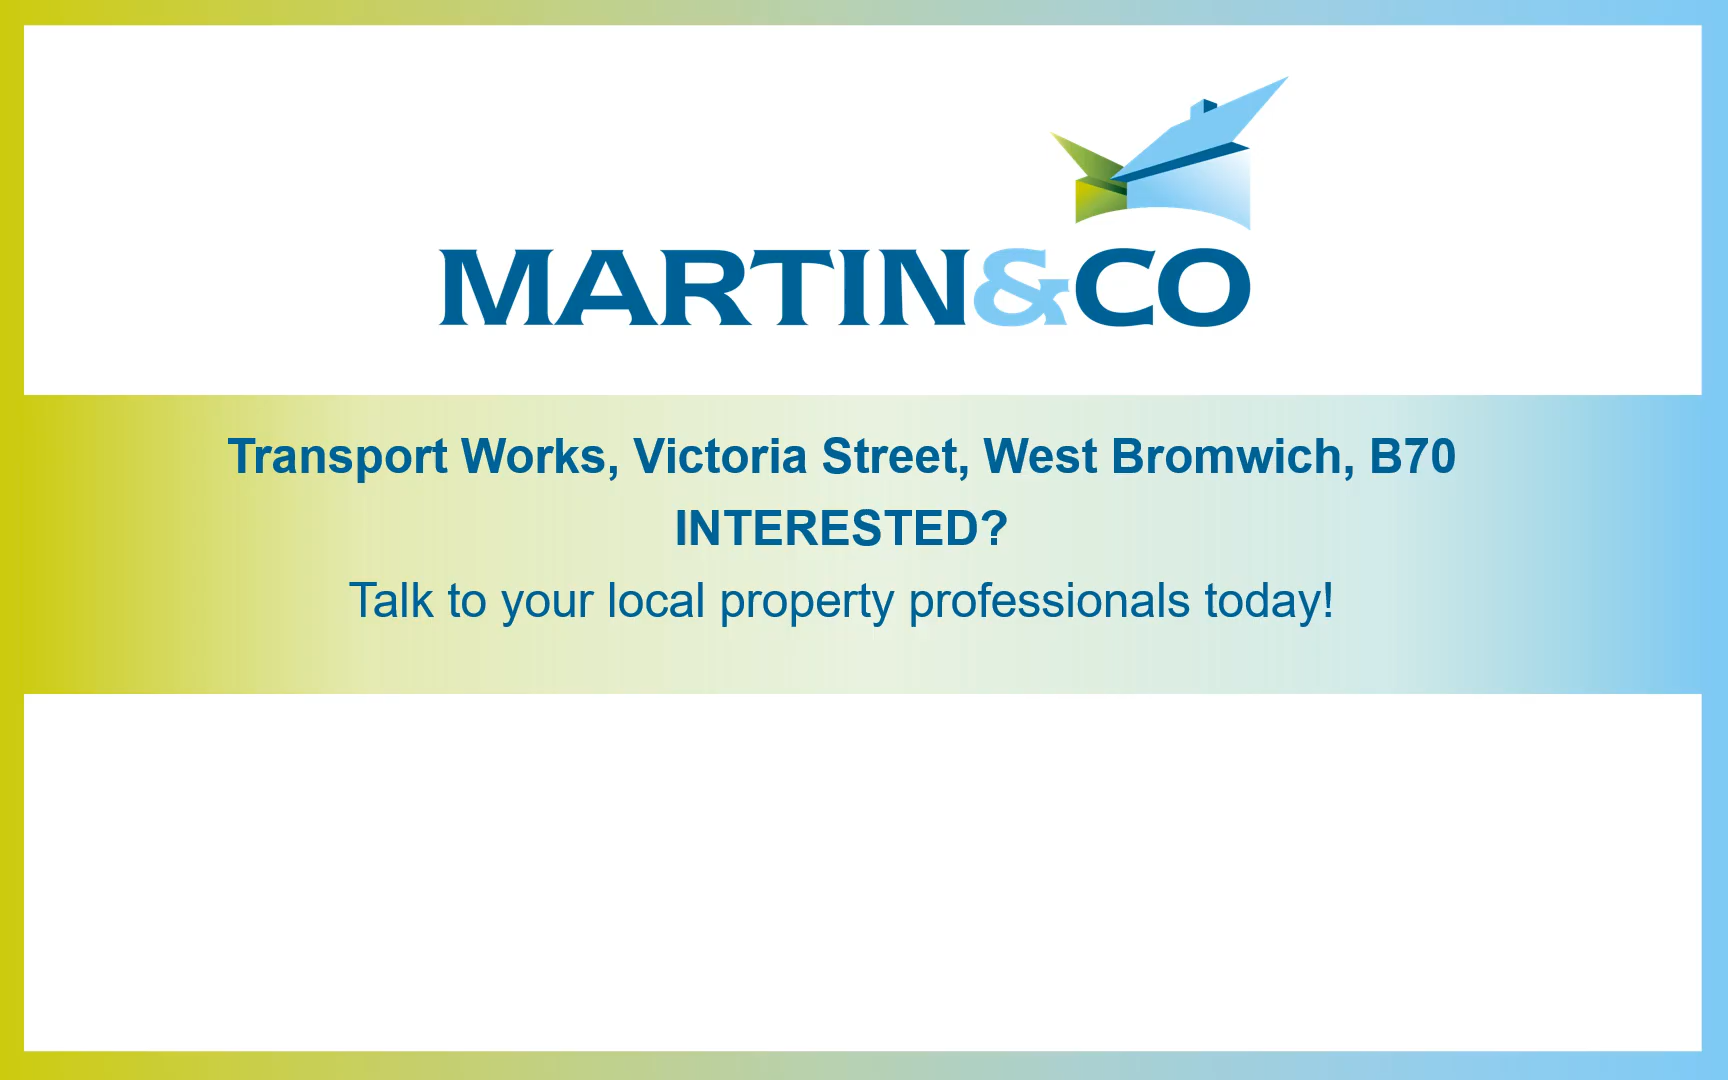 MARTIN&CO
Transport Works, Victoria Street, West Bromwich, B70
INTERESTED?
Talk to your local property professionals today!